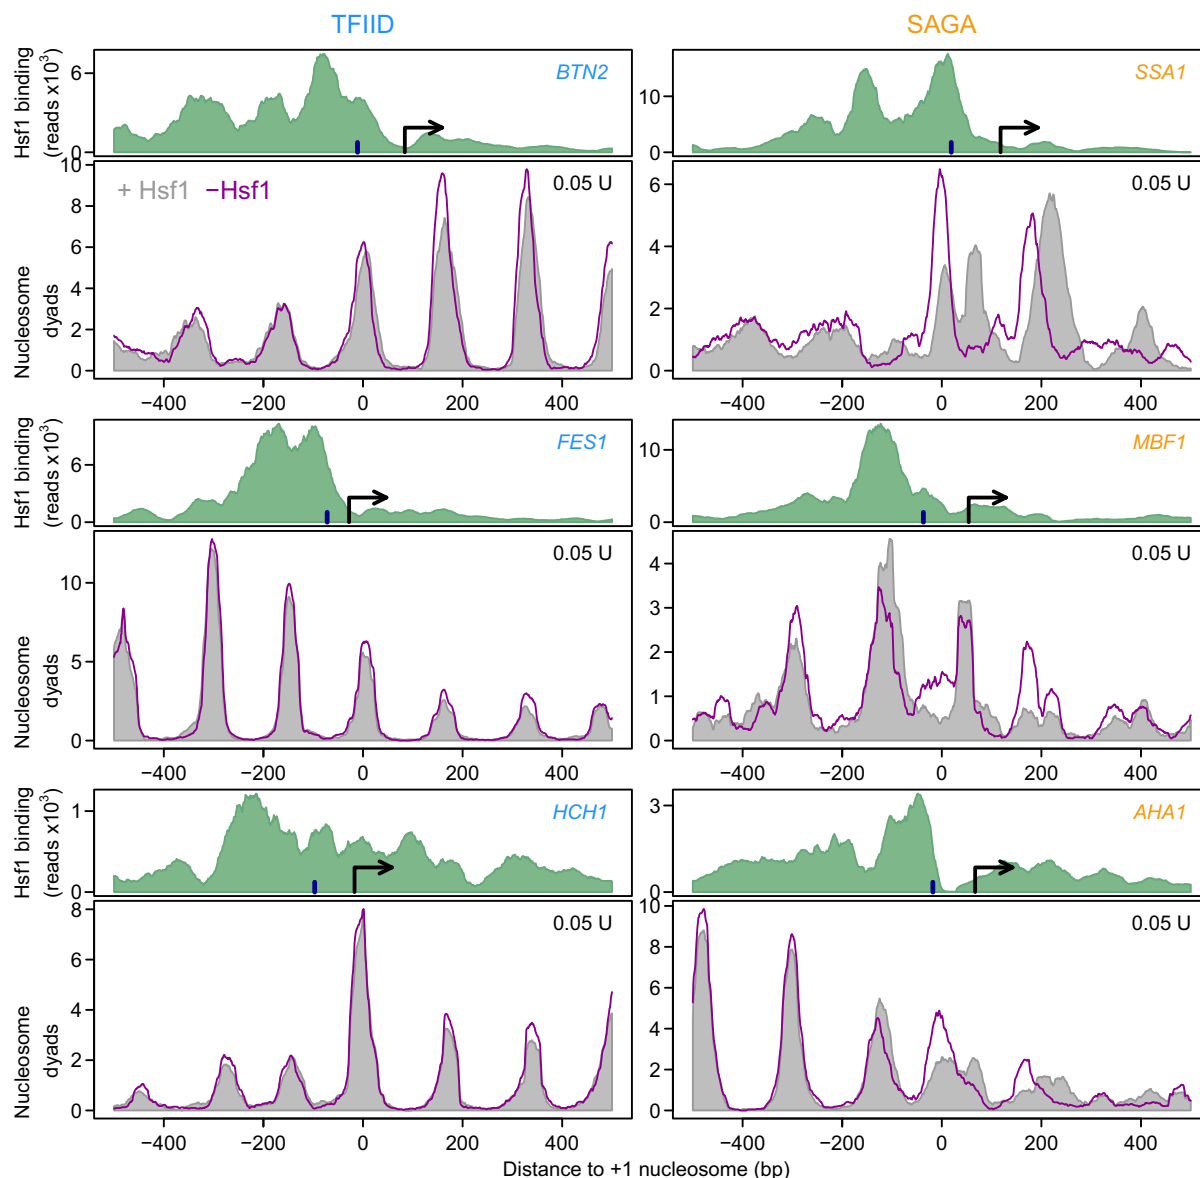 TFIID
SAGA
Hsf1 binding
(reads x10³)
6
0
BTN2
Hsf1 binding
(reads x10³)
10
0
SSA1
Nucleosome
dyads
10
8
6
4
2
0
+ Hsf1 −Hsf1
0.05 U
−400 −200 0 200 400
6
4
2
0
0.05 U
−400 −200 0 200 400
Hsf1 binding
(reads x10³)
6
0
FES1
10
0
MBF1
Nucleosome
dyads
10
5
0
0.05 U
−400 −200 0 200 400
4
3
2
1
0
0.05 U
−400 −200 0 200 400
Hsf1 binding
(reads x10³)
1
0
HCH1
3
0
AHA1
Nucleosome
dyads
8
6
4
2
0
0.05 U
−400 −200 0 200 400
10
8
6
4
2
0
0.05 U
−400 −200 0 200 400
Distance to +1 nucleosome (bp)